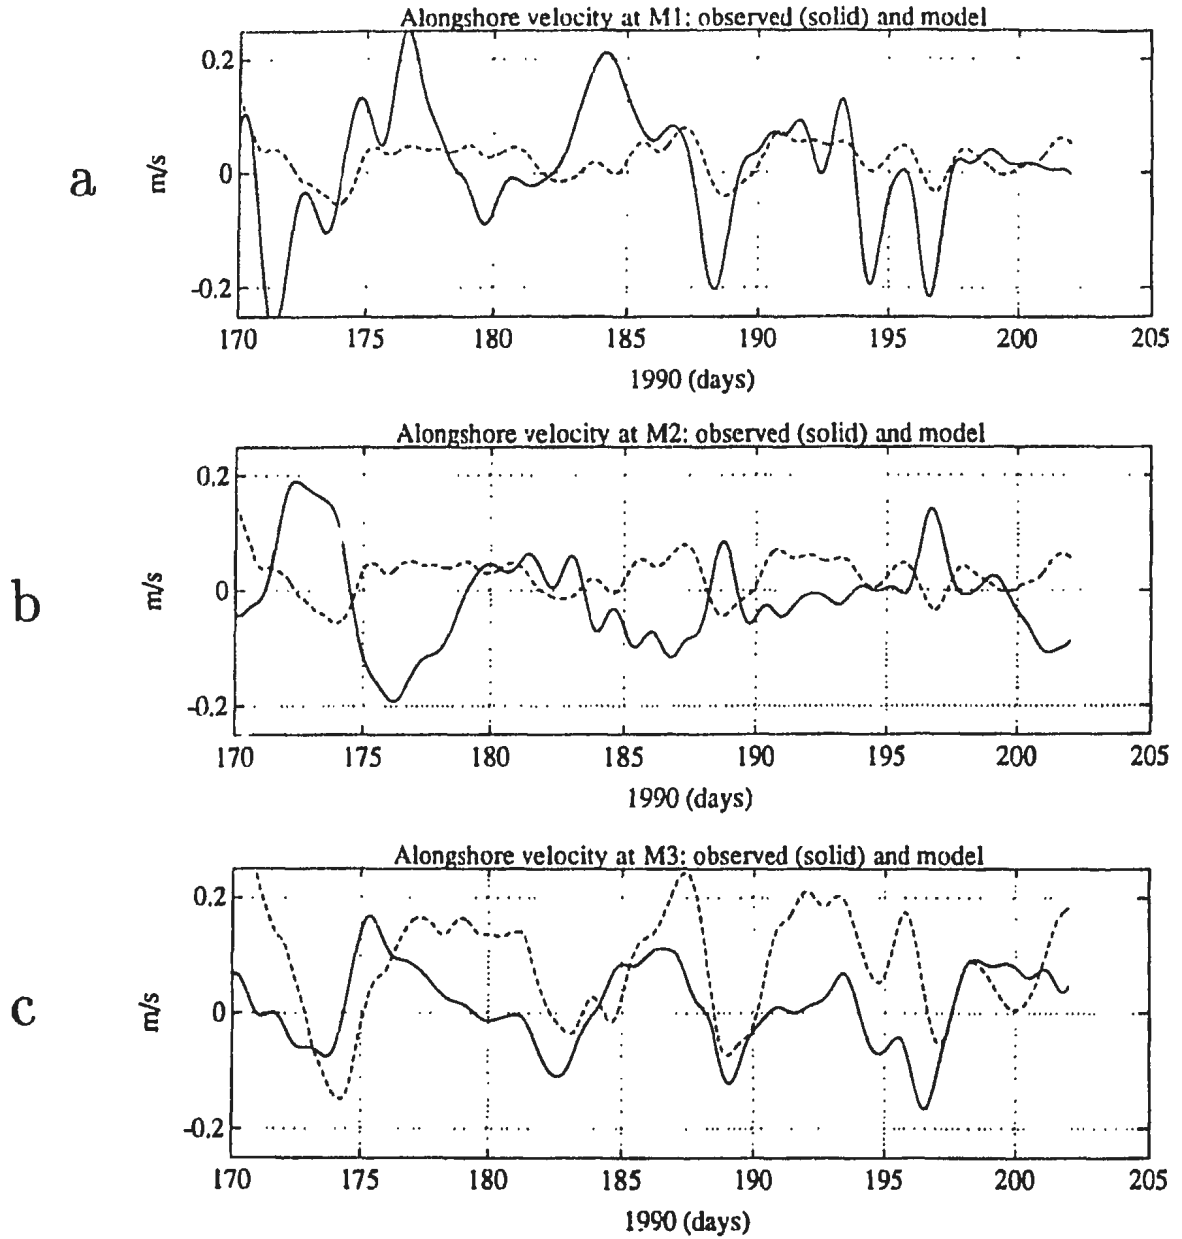 Alongshore velocity at M1: observed (solid) and model
0.2
0
-0.2
m/s
a
170 175 180 185 190 195 200 205
1990 (days)
Alongshore velocity at M2: observed (solid) and model
0.2
0
-0.2
m/s
b
170 175 180 185 190 195 200 205
1990 (days)
Alongshore velocity at M3: observed (solid) and model
0.2
0
-0.2
m/s
c
170 175 180 185 190 195 200 205
1990 (days)